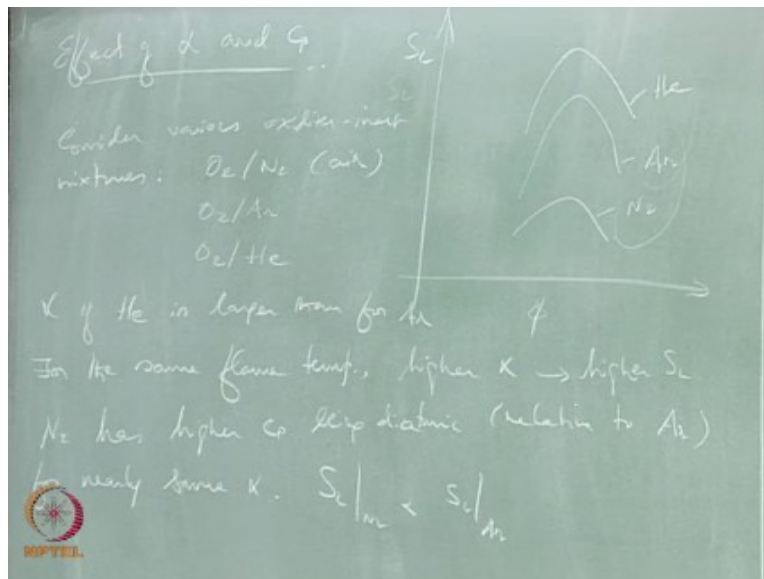 Effect of α and Cp
Consider various oxidizer-inert
mixtures: O2/N2 (air)
O2/Ar
O2/He
SL
SL
He
Ar
N2
ϕ
α of He is larger than for Ar
For the same flame temp., higher α → higher SL
N2 has higher Cp being diatomic (relative to Ar)
for nearly same α. SL|N2 < SL|Ar
NPTEL